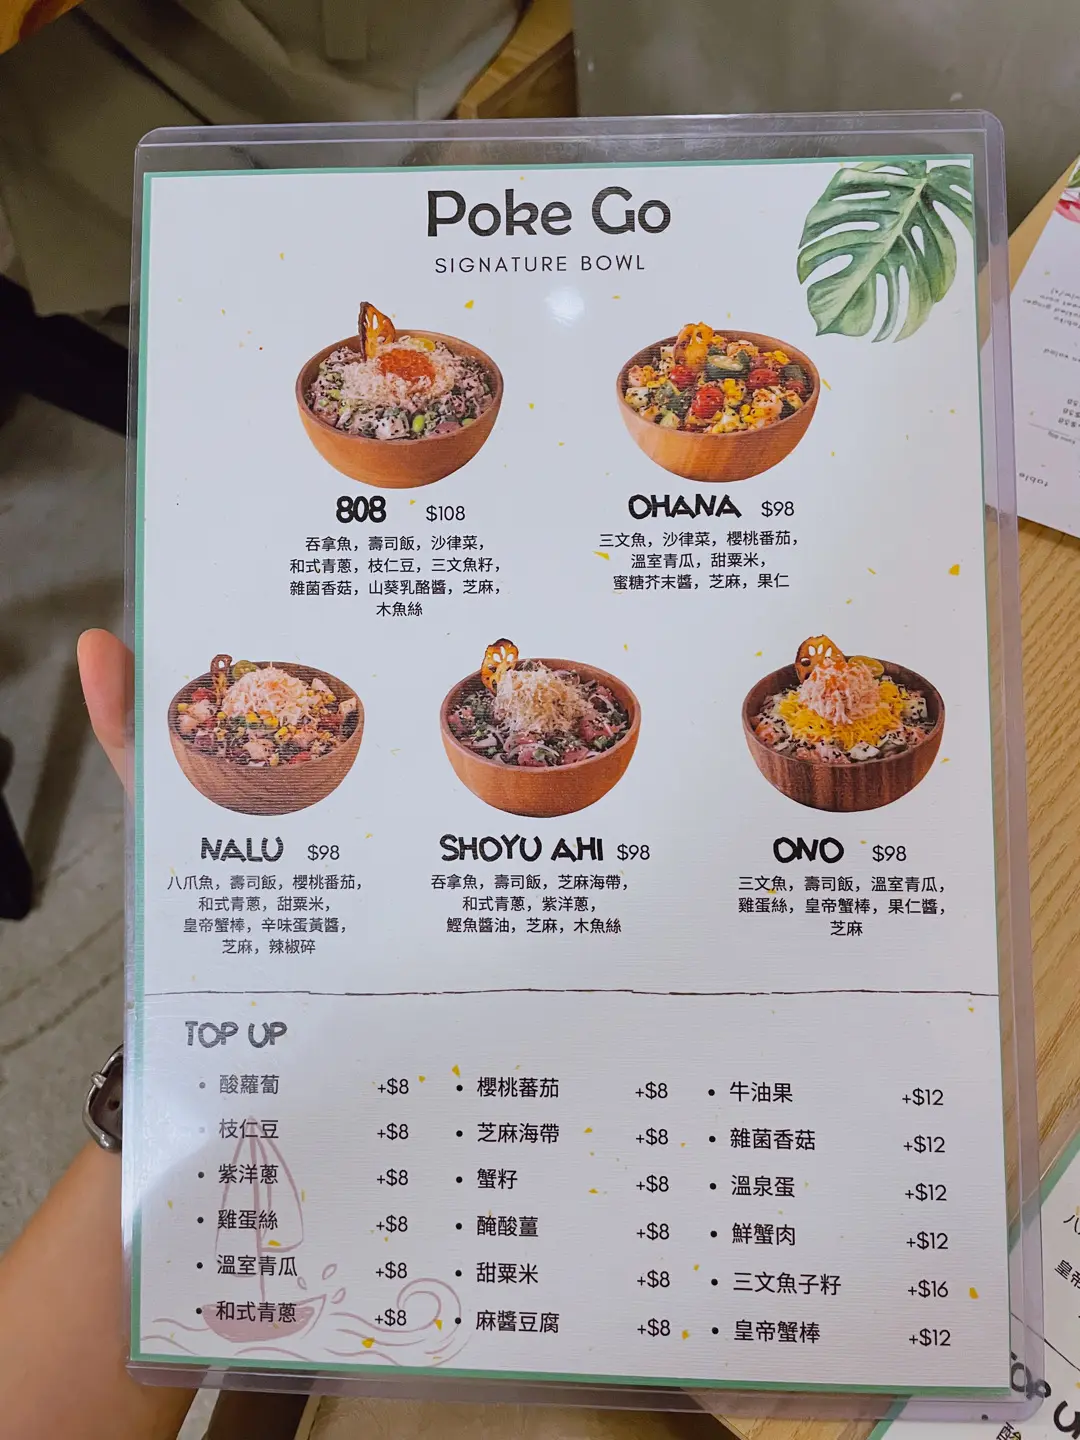 Poke Go
SIGNATURE BOWL
808 $108
吞拿魚，壽司飯，沙律菜，
和式青蔥，枝仁豆，三文魚籽，
雜菌香菇，山葵乳酪醬，芝麻，
木魚絲
OHANA $98
三文魚，沙律菜，櫻桃番茄，
溫室青瓜，甜粟米，
蜜糖芥末醬，芝麻，果仁
NALU $98
八爪魚，壽司飯，櫻桃番茄，
和式青蔥，甜粟米，
皇帝蟹棒，辛味蛋黃醬，
芝麻，辣椒碎
SHOYU AHI $98
吞拿魚，壽司飯，芝麻海帶，
和式青蔥，紫洋蔥，
鰹魚醬油，芝麻，木魚絲
ONO $98
三文魚，壽司飯，溫室青瓜，
雞蛋絲，皇帝蟹棒，果仁醬，
芝麻
TOP UP
• 酸蘿蔔 +$8
• 枝仁豆 +$8
• 紫洋蔥 +$8
• 雞蛋絲 +$8
• 溫室青瓜 +$8
• 和式青蔥 +$8
• 櫻桃蕃茄 +$8
• 芝麻海帶 +$8
• 蟹籽 +$8
• 醃酸薑 +$8
• 甜粟米 +$8
• 麻醬豆腐 +$8
• 牛油果 +$12
• 雜菌香菇 +$12
• 溫泉蛋 +$12
• 鮮蟹肉 +$12
• 三文魚子籽 +$16
• 皇帝蟹棒 +$12